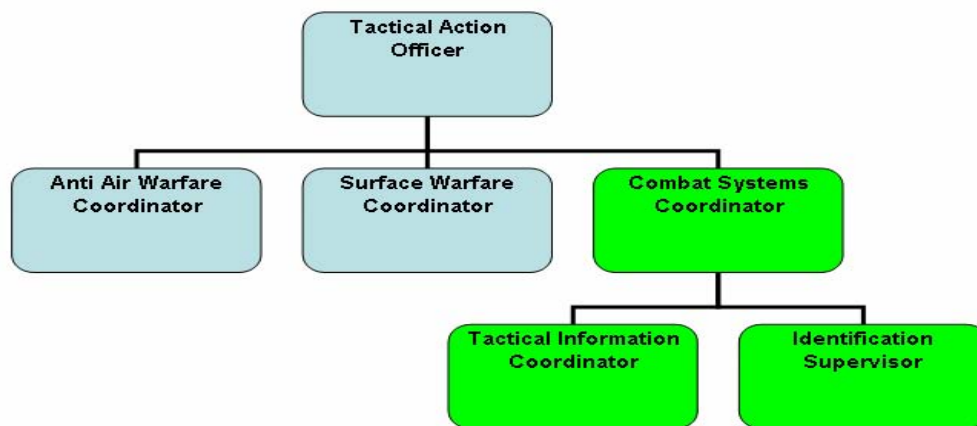 Tactical Action
Officer
Anti Air Warfare
Coordinator
Surface Warfare
Coordinator
Combat Systems
Coordinator
Tactical Information
Coordinator
Identification
Supervisor